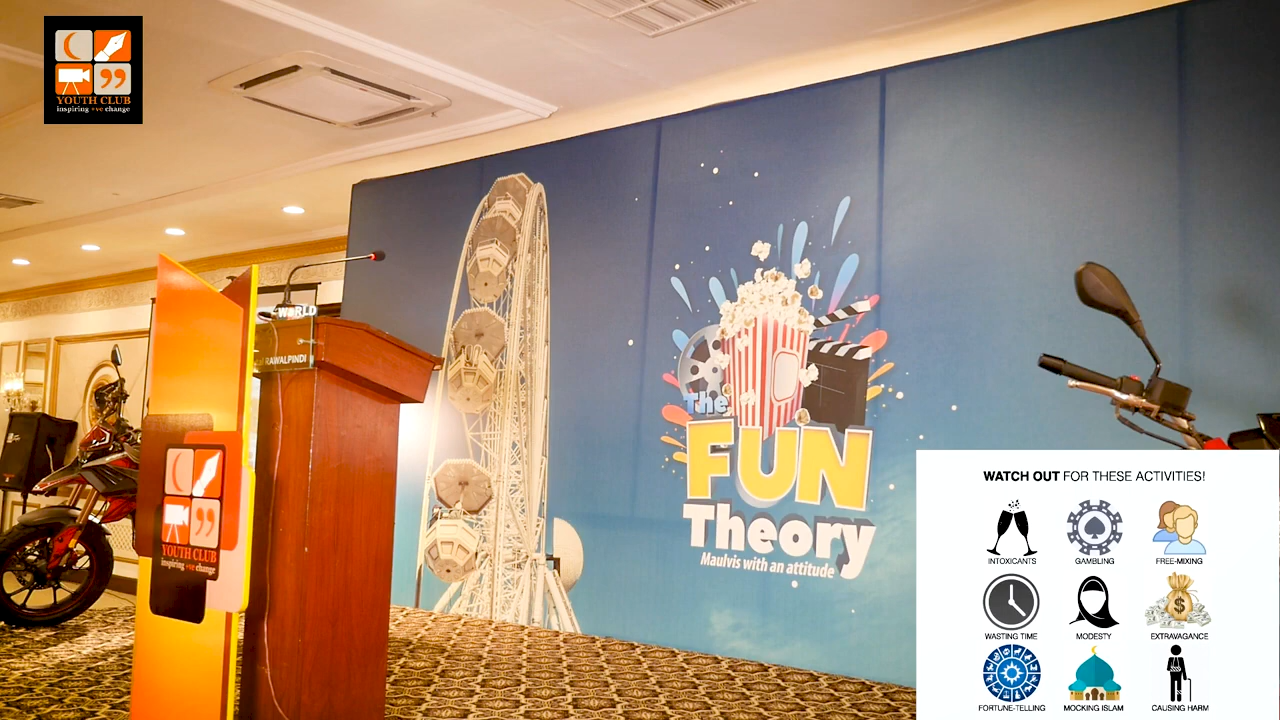 YOUTH CLUB
inspiring +ve change
WORLD
RAWALPINDI
YOUTH CLUB
inspiring +ve change
The
FUN
Theory
Maulvis with an attitude
WATCH OUT FOR THESE ACTIVITIES!
INTOXICANTS
GAMBLING
FREE-MIXING
WASTING TIME
MODESTY
EXTRAVAGANCE
FORTUNE-TELLING
MOCKING ISLAM
CAUSING HARM